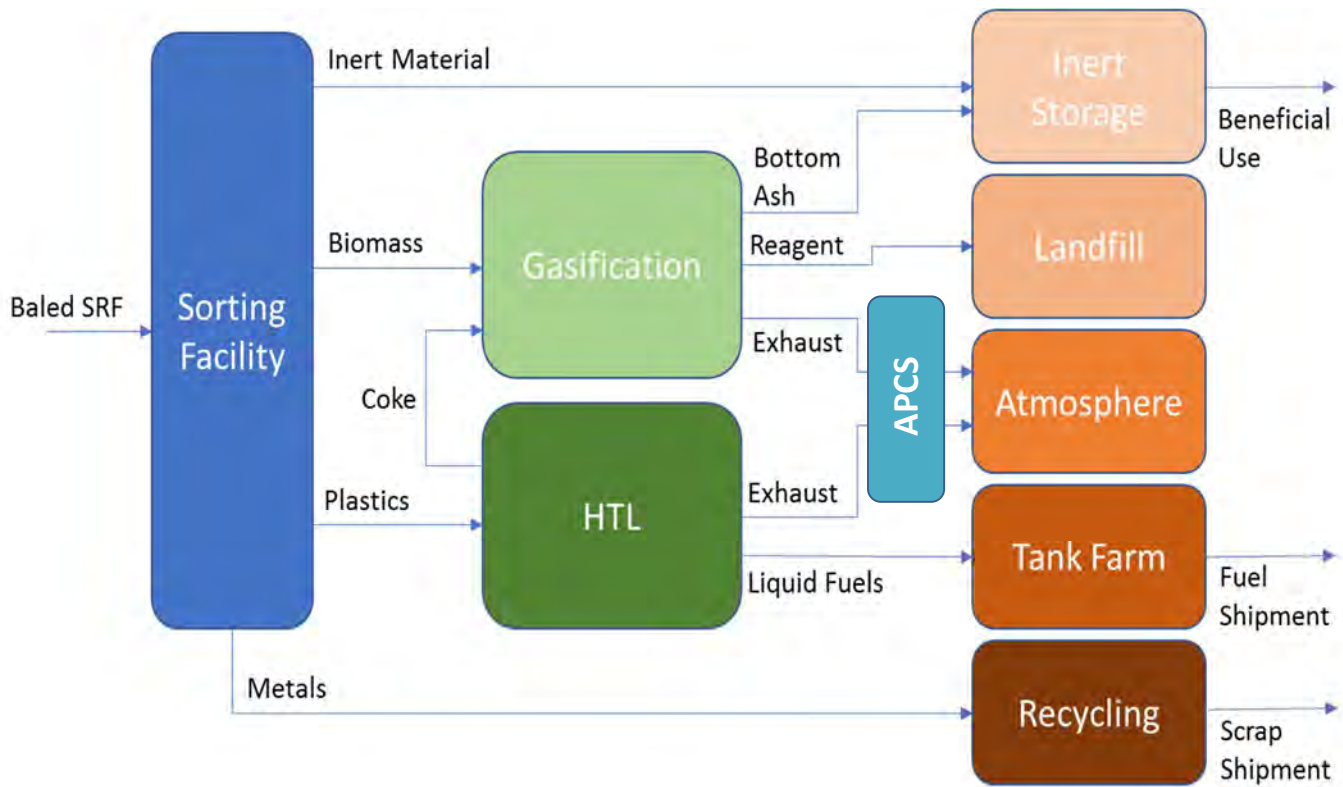 Inert Material
Inert
Storage
Beneficial
Use
Bottom
Ash
Biomass
Gasification
Reagent
Landfill
Baled SRF
Sorting
Facility
Exhaust
APCS
Atmosphere
Coke
Plastics
HTL
Exhaust
Tank Farm
Liquid Fuels
Fuel
Shipment
Metals
Recycling
Scrap
Shipment